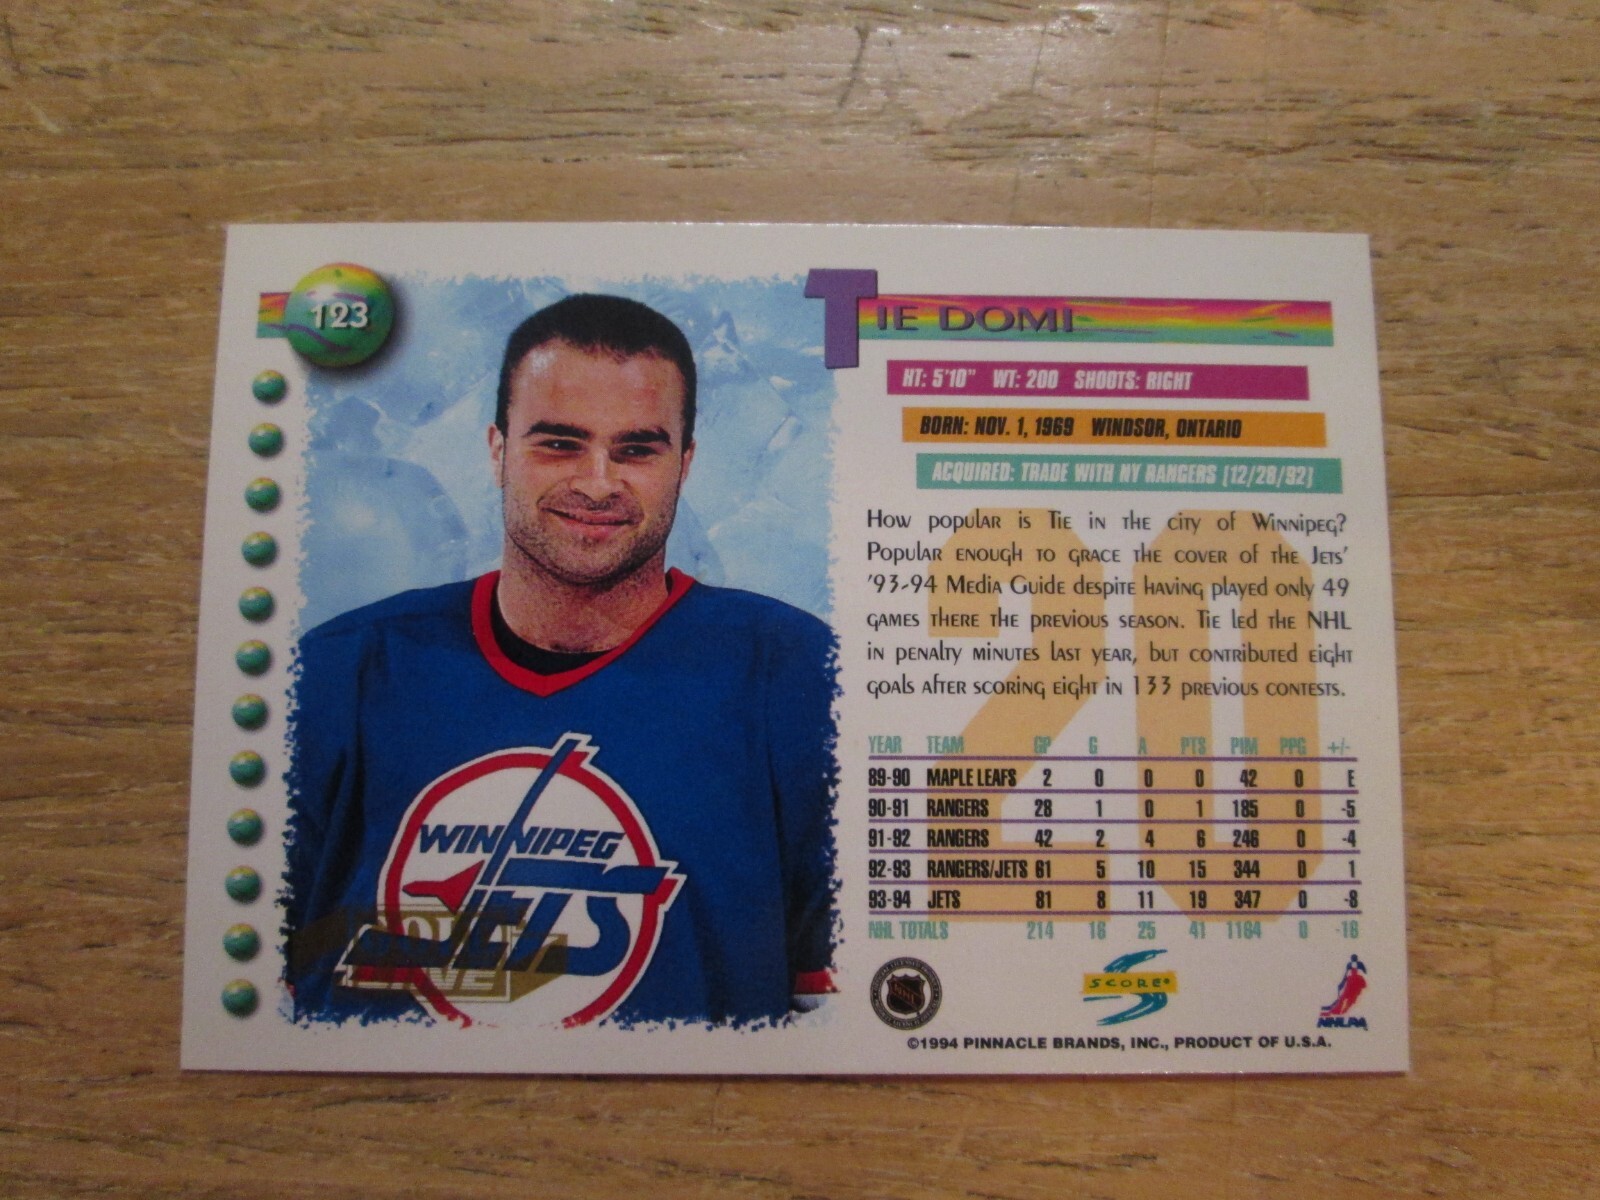 123
TIE DOMI
HT: 5'10" WT: 200 SHOOTS: RIGHT
BORN: NOV. 1, 1969 WINDSOR, ONTARIO
ACQUIRED: TRADE WITH NY RANGERS (12/28/92)
How popular is Tie in the city of Winnipeg?
Popular enough to grace the cover of the Jets'
'93-94 Media Guide despite having played only 49
games there the previous season. Tie led the NHL
in penalty minutes last year, but contributed eight
goals after scoring eight in 133 previous contests.
20
YEAR TEAM GP G A PTS PIM PPG +/-
89-90 MAPLE LEAFS 2 0 0 0 42 0 E
90-91 RANGERS 28 1 0 1 185 0 -5
91-92 RANGERS 42 2 4 6 246 0 -4
92-93 RANGERS/JETS 61 5 10 15 344 0 1
93-94 JETS 81 8 11 19 347 0 -8
NHL TOTALS 214 16 25 41 1164 0 -16
WINNIPEG
JETS
GOLD
LINE
NHL
SCORE®
NHLPA
©1994 PINNACLE BRANDS, INC., PRODUCT OF U.S.A.